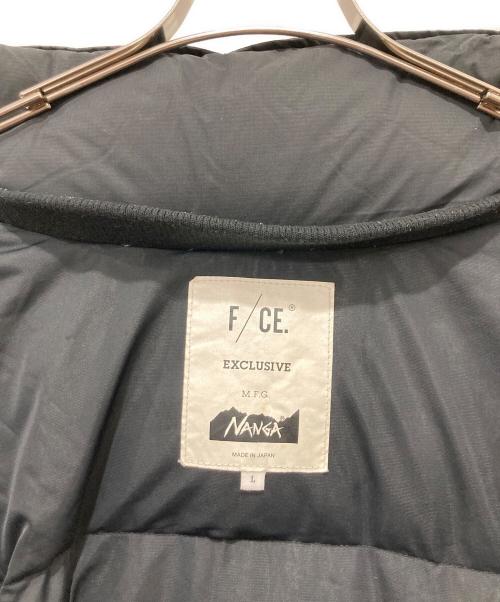 F/CE.®
EXCLUSIVE
M.F.G.
NANGA®
MADE IN JAPAN
L